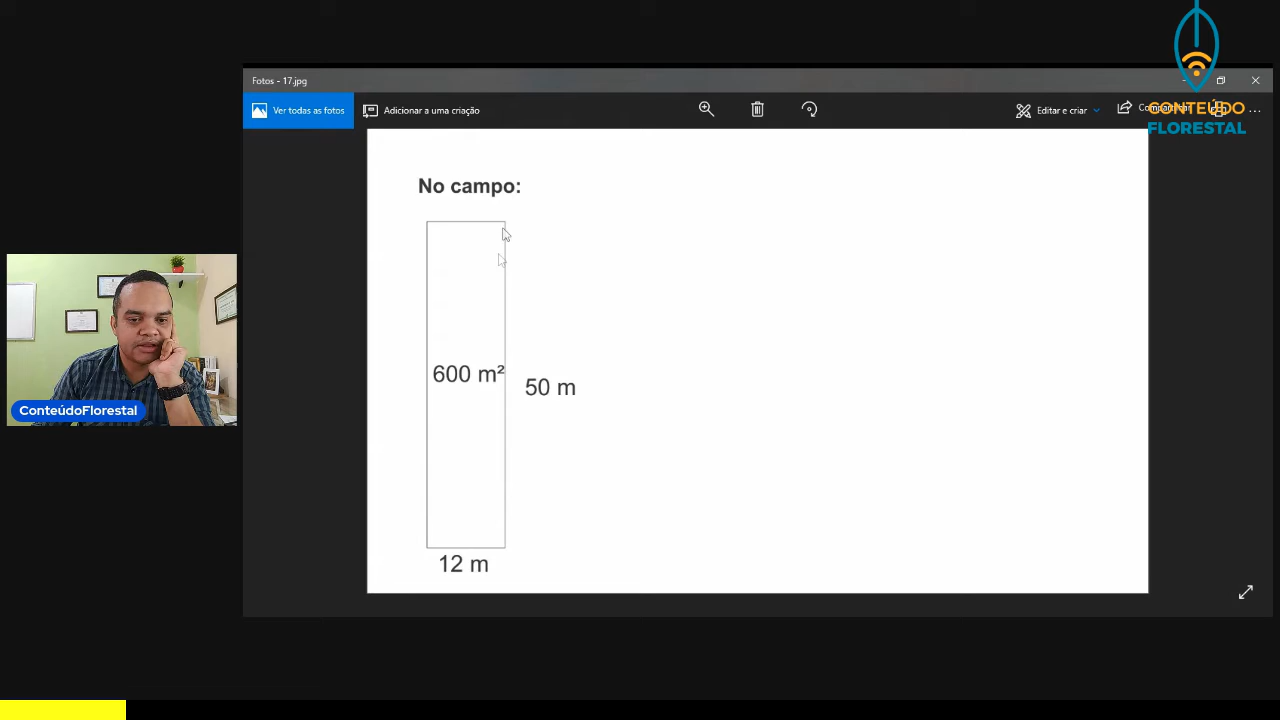 Fotos - 17.jpg
Ver todas as fotos
Adicionar a uma criação
Editar e criar
CONTEÚDO
FLORESTAL
No campo:
600 m²
50 m
12 m
ConteúdoFlorestal